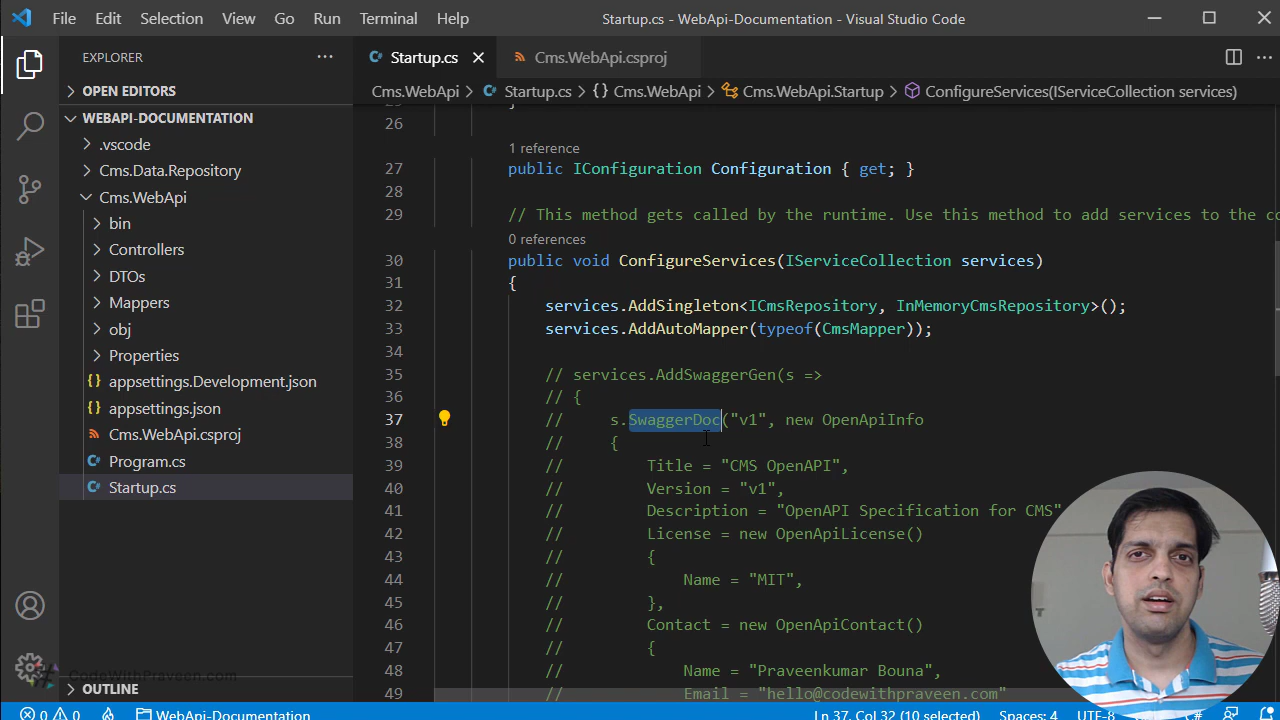 File Edit Selection View Go Run Terminal Help Startup.cs - WebApi-Documentation - Visual Studio Code
EXPLORER
OPEN EDITORS
WEBAPI-DOCUMENTATION
.vscode
Cms.Data.Repository
Cms.WebApi
bin
Controllers
DTOs
Mappers
obj
Properties
{} appsettings.Development.json
{} appsettings.json
Cms.WebApi.csproj
C# Program.cs
C# Startup.cs
OUTLINE
C# Startup.cs Cms.WebApi.csproj
Cms.WebApi > C# Startup.cs > {} Cms.WebApi > Cms.WebApi.Startup > ConfigureServices(IServiceCollection services)
25 }
26
1 reference
27 public IConfiguration Configuration { get; }
28
29 // This method gets called by the runtime. Use this method to add services to the co
0 references
30 public void ConfigureServices(IServiceCollection services)
31 {
32 services.AddSingleton<ICmsRepository, InMemoryCmsRepository>();
33 services.AddAutoMapper(typeof(CmsMapper));
34
35 // services.AddSwaggerGen(s =>
36 // {
37 // s.SwaggerDoc("v1", new OpenApiInfo
38 // {
39 // Title = "CMS OpenAPI",
40 // Version = "v1",
41 // Description = "OpenAPI Specification for CMS"
42 // License = new OpenApiLicense()
43 // {
44 // Name = "MIT",
45 // },
46 // Contact = new OpenApiContact()
47 // {
48 // Name = "Praveenkumar Bouna",
49 // Email = "hello@codewithpraveen.com"
CodeWithPraveen.com
0 0 WebApi-Documentation Ln 37, Col 32 (10 selected) Spaces: 4 UTF-8 C#